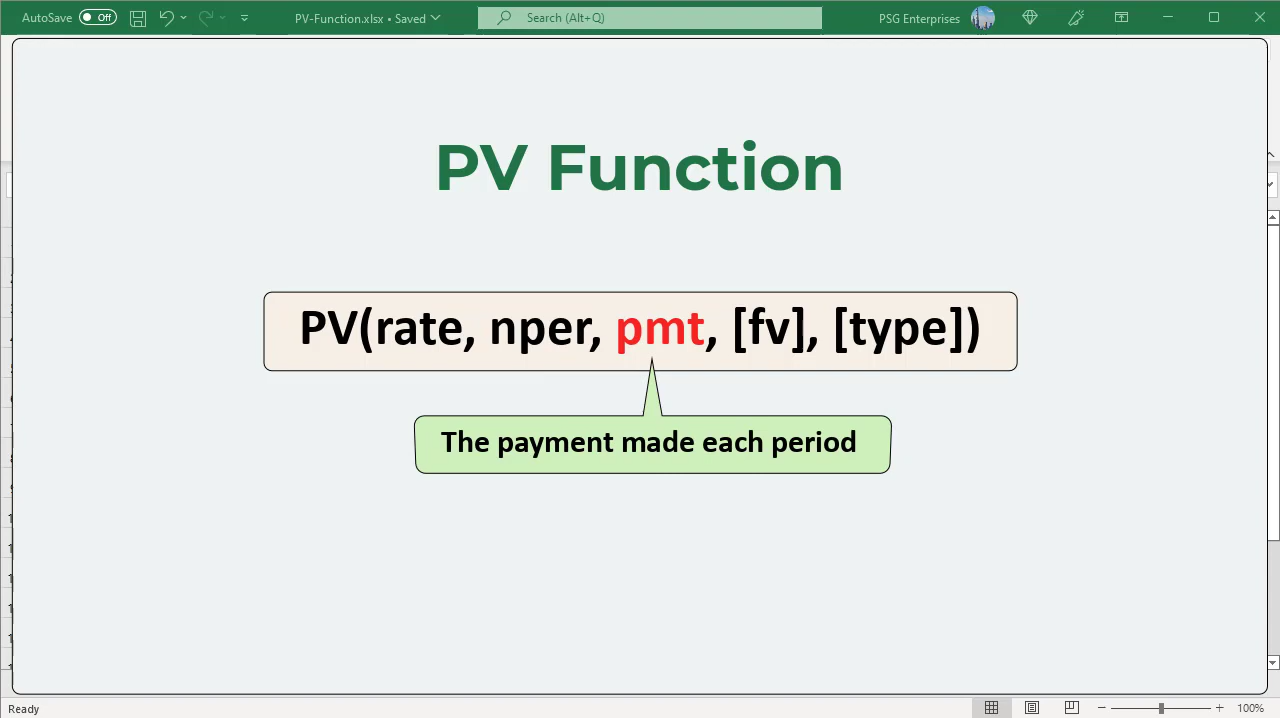 AutoSave Off PV-Function.xlsx • Saved Search (Alt+Q) PSG Enterprises
PV Function
PV(rate, nper, pmt, [fv], [type])
The payment made each period
Ready 100%